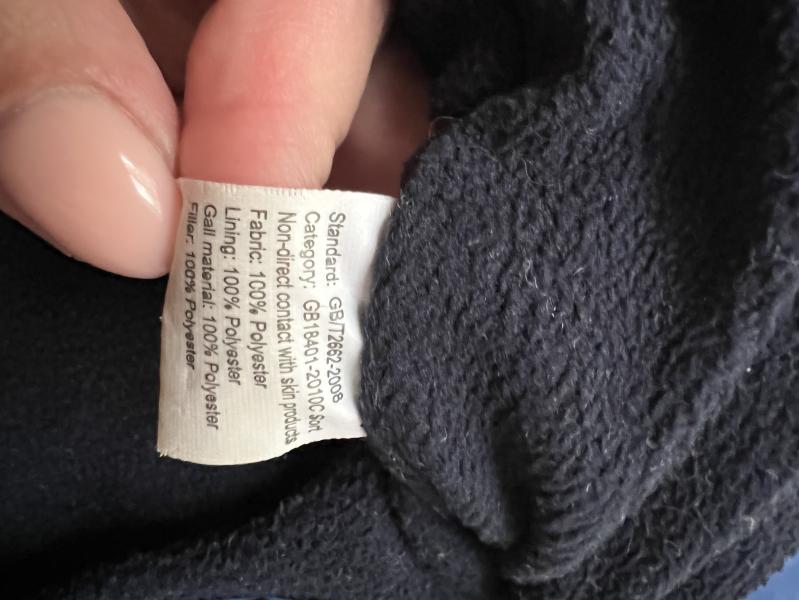 Standard: GB/T2662-2008
Category: GB18401-2010C Sort
Non-direct contact with skin products
Fabric: 100% Polyester
Lining: 100% Polyester
Gall material: 100% Polyester
Filler: 100% Polyester